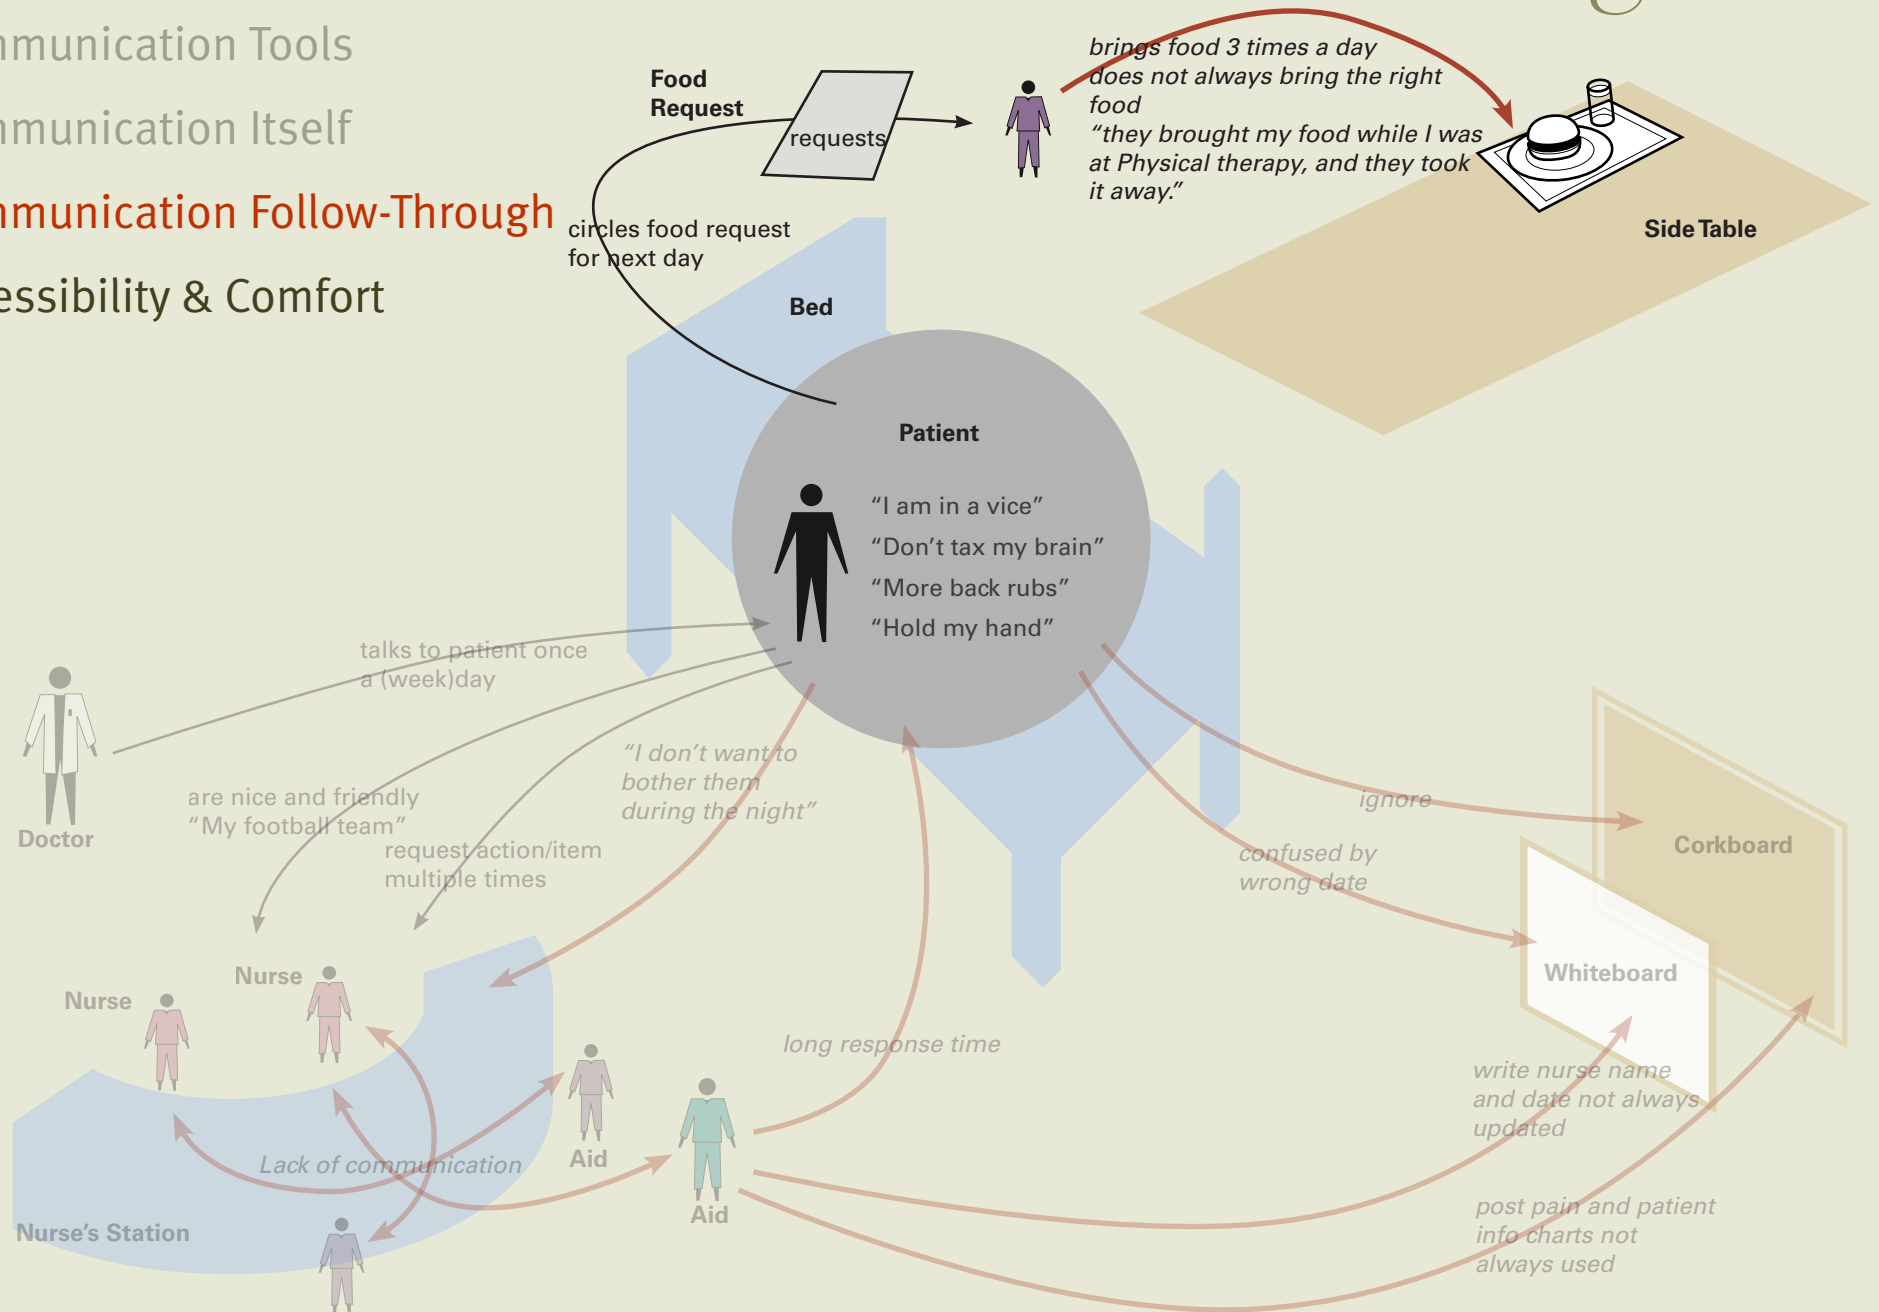 mmunication Tools
mmunication Itself
mmunication Follow-Through
essibility & Comfort
Food
Request
requests
brings food 3 times a day
does not always bring the right
food
“they brought my food while I was
at Physical therapy, and they took
it away.”
Side Table
circles food request
for next day
Bed
Patient
“I am in a vice”
“Don’t tax my brain”
“More back rubs”
“Hold my hand”
talks to patient once
a (week)day
Doctor
are nice and friendly
“My football team”
request action/item
multiple times
“I don’t want to
bother them
during the night”
ignore
confused by
wrong date
Corkboard
Whiteboard
Nurse
Nurse
long response time
write nurse name
and date not always
updated
Lack of communication
Aid
Aid
Nurse’s Station
post pain and patient
info charts not
always used